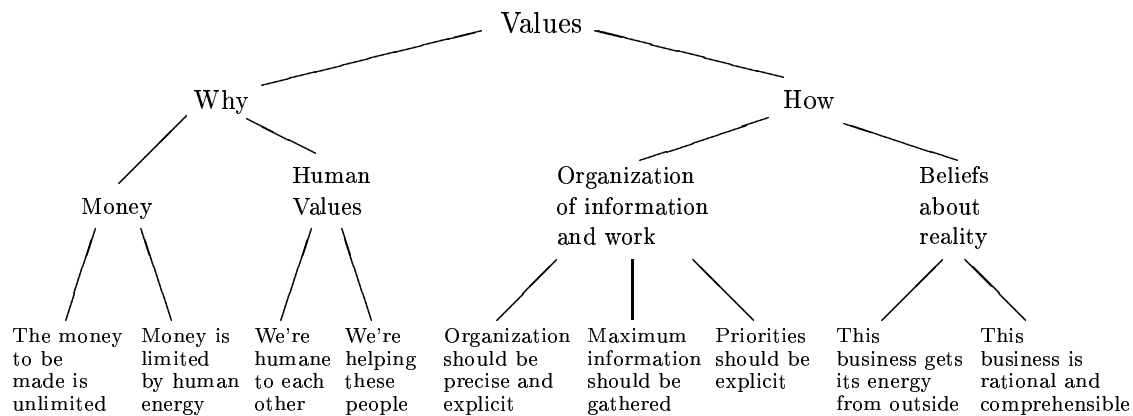 Values
Why
How
Money
Human
Values
Organization
of information
and work
Beliefs
about
reality
The money
to be
made is
unlimited
Money is
limited
by human
energy
We're
humane
to each
other
We're
helping
these
people
Organization
should be
precise and
explicit
Maximum
information
should be
gathered
Priorities
should be
explicit
This
business gets
its energy
from outside
This
business is
rational and
comprehensible